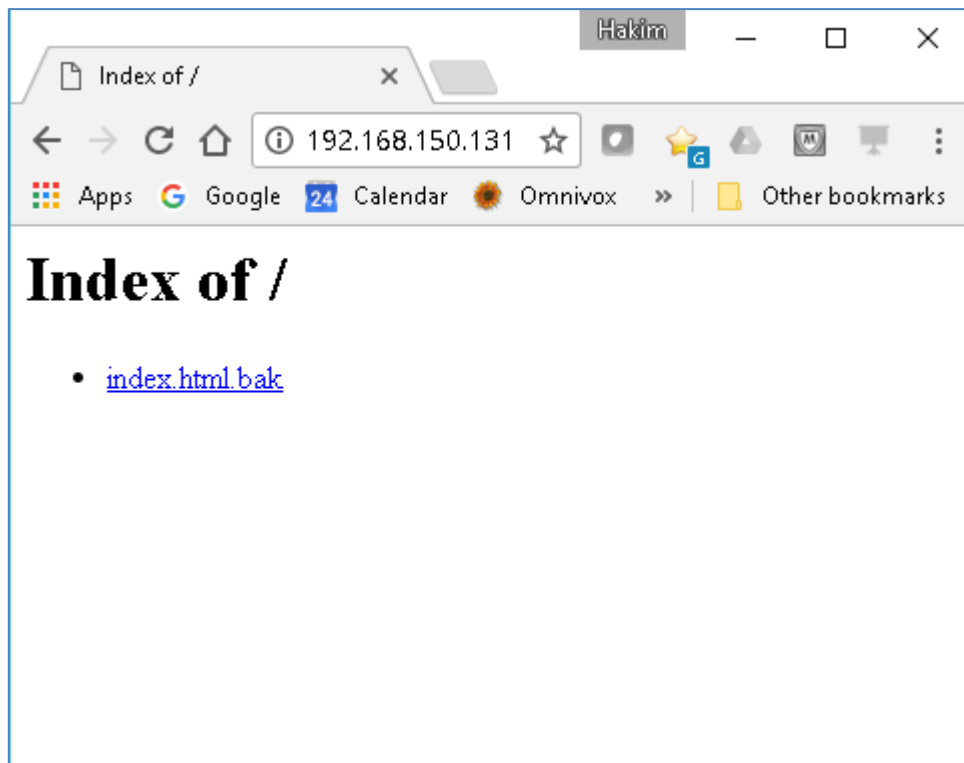 Hakim
Index of /
192.168.150.131
G
Apps Google 24 Calendar Omnivox » Other bookmarks
Index of /
• index.html.bak